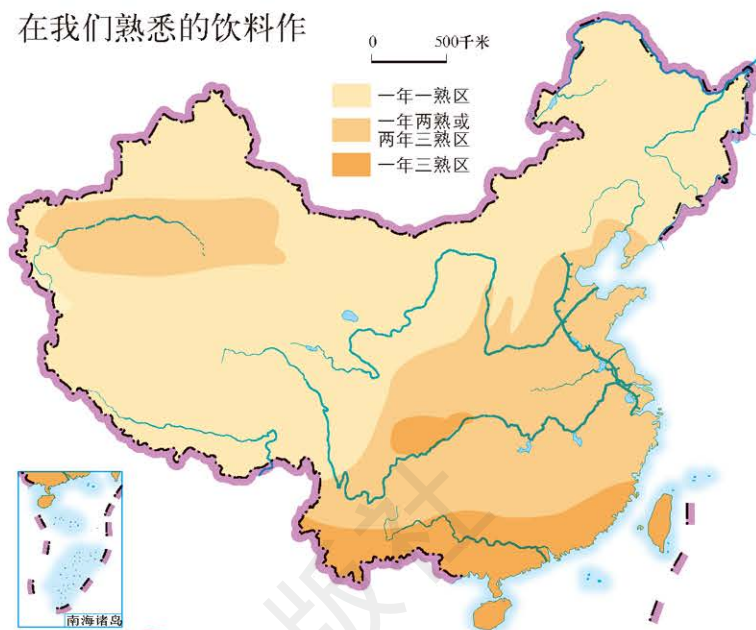 在我们熟悉的饮料作
0 500千米
一年一熟区
一年两熟或
两年三熟区
一年三熟区
版社
南海诸岛